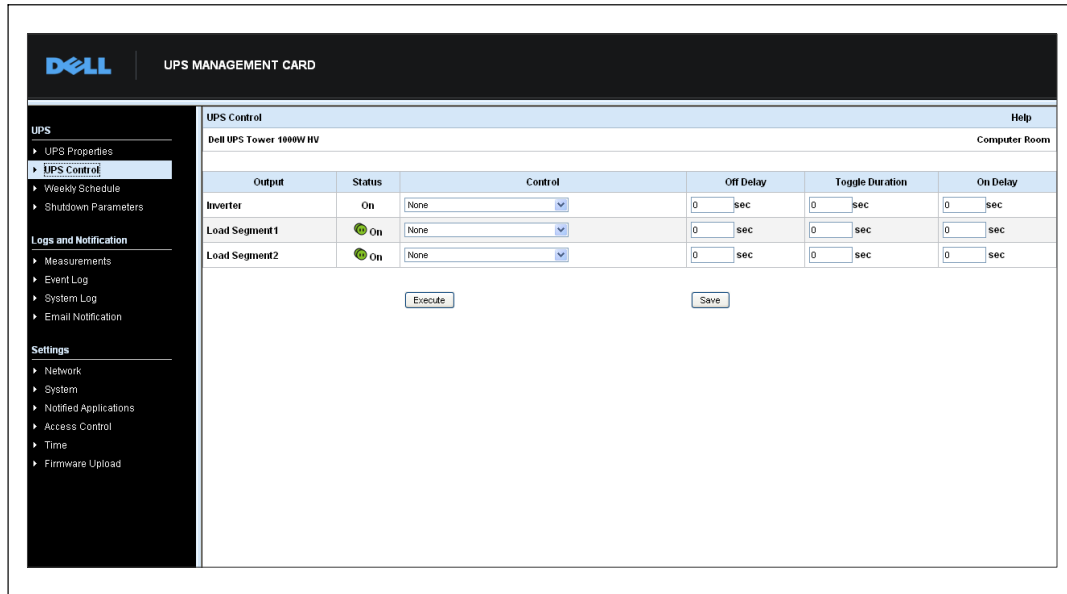 DELL
UPS MANAGEMENT CARD
UPS
UPS Properties
UPS Control
Weekly Schedule
Shutdown Parameters
Logs and Notification
Measurements
Event Log
System Log
Email Notification
Settings
Network
System
Notified Applications
Access Control
Time
Firmware Upload
UPS Control Help
Dell UPS Tower 1000W HV Computer Room
Output Status Control Off Delay Toggle Duration On Delay
Inverter On None 0 sec 0 sec 0 sec
Load Segment1 On None 0 sec 0 sec 0 sec
Load Segment2 On None 0 sec 0 sec 0 sec
Execute Save